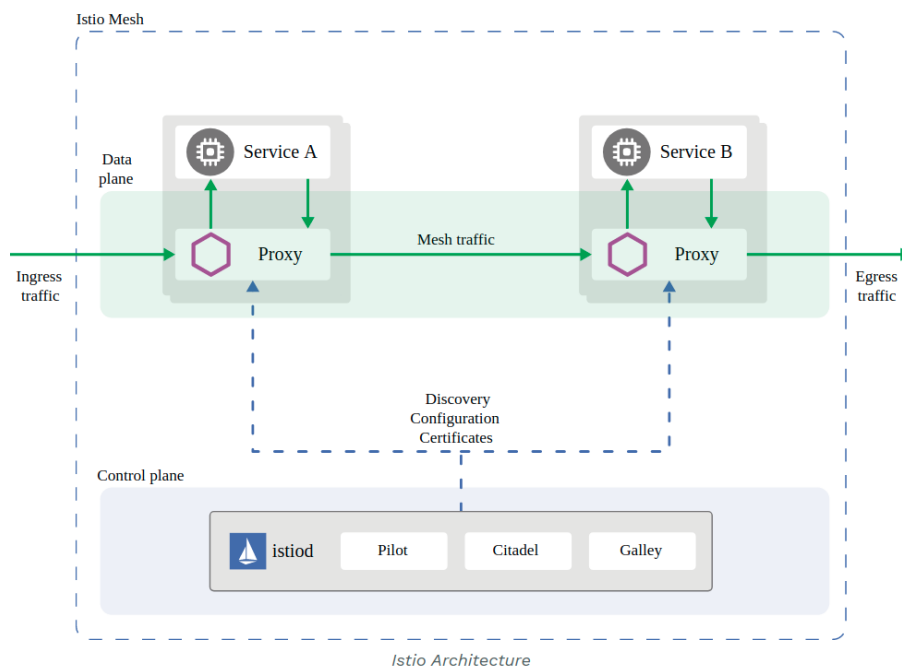 Istio Mesh
Service A
Service B
Data
plane
Mesh traffic
Proxy
Proxy
Ingress
traffic
Egress
traffic
Discovery
Configuration
Certificates
Control plane
istiod
Pilot
Citadel
Galley
Istio Architecture